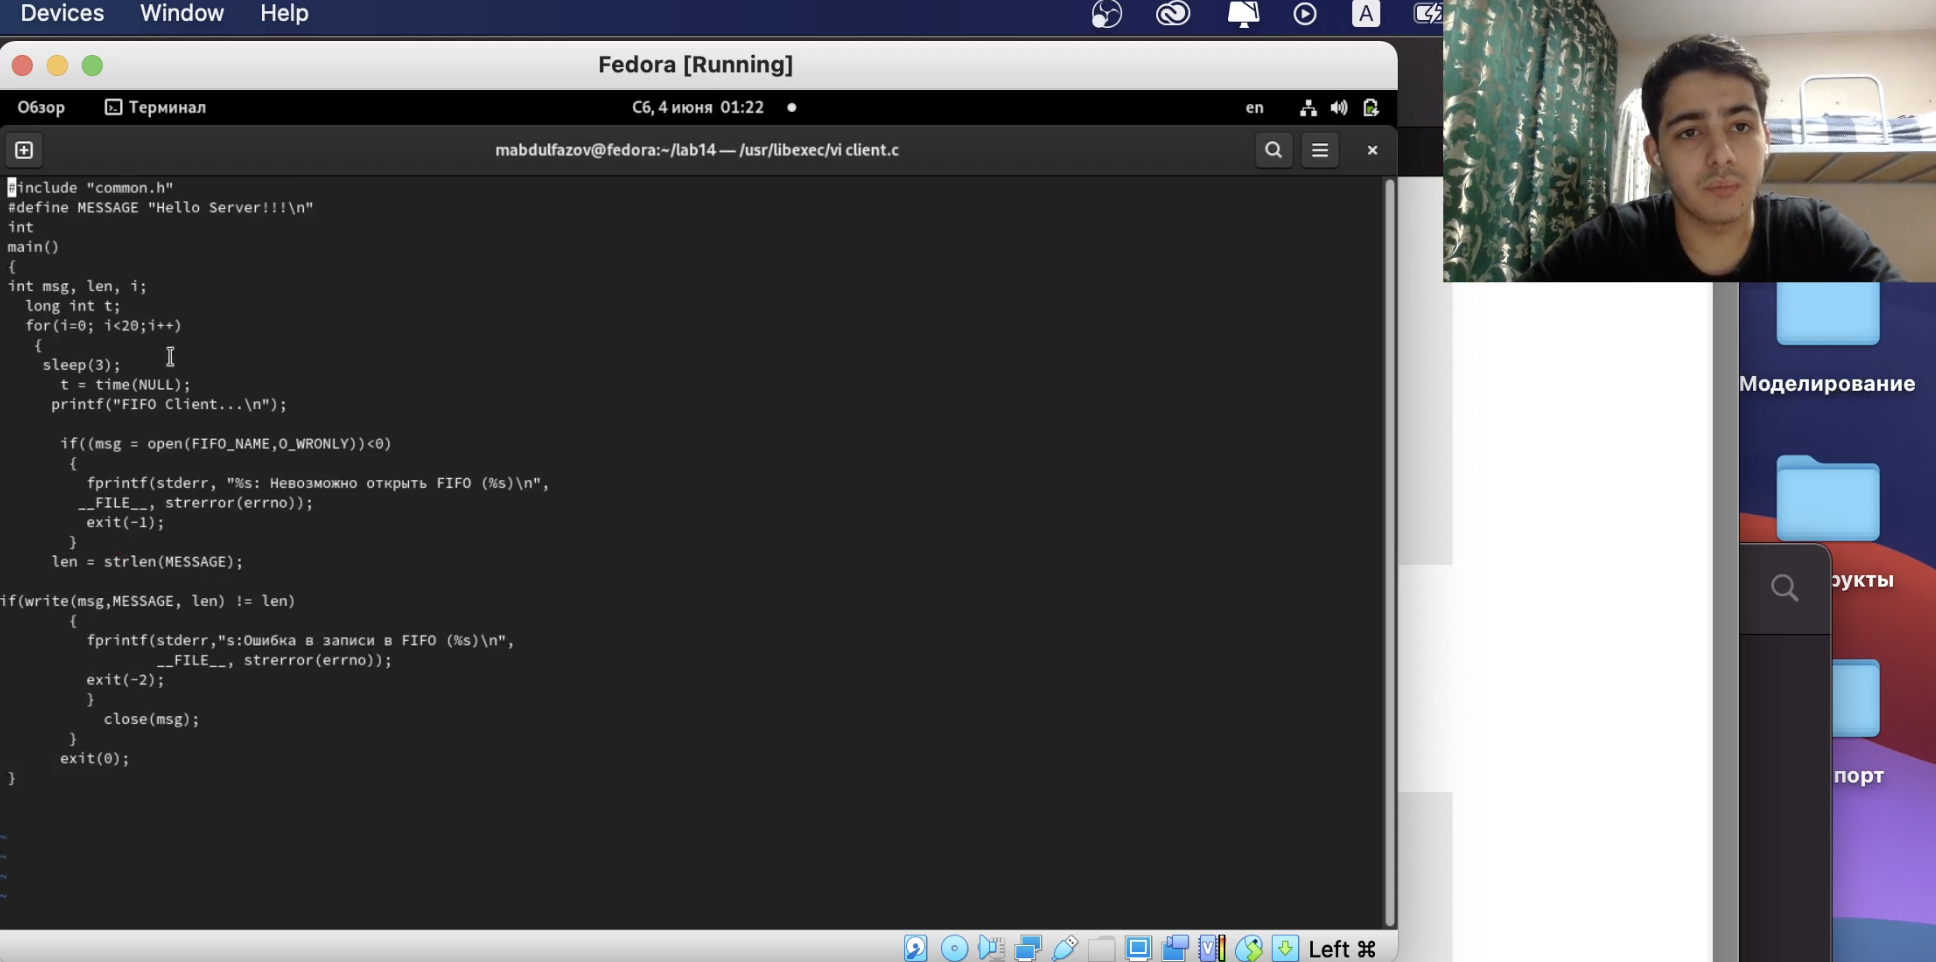 Devices Window Help
A
Fedora [Running]
Обзор Терминал Сб, 4 июня 01:22 en
mabdulfazov@fedora:~/lab14 — /usr/libexec/vi client.c
#include "common.h"
#define MESSAGE "Hello Server!!!\n"
int
main()
{
int msg, len, i;
long int t;
for(i=0; i<20;i++)
{
sleep(3);
t = time(NULL);
printf("FIFO Client...\n");
if((msg = open(FIFO_NAME,O_WRONLY))<0)
{
fprintf(stderr, "%s: Невозможно открыть FIFO (%s)\n",
__FILE__, strerror(errno));
exit(-1);
}
len = strlen(MESSAGE);
if(write(msg,MESSAGE, len) != len)
{
fprintf(stderr,"s:Ошибка в записи в FIFO (%s)\n",
__FILE__, strerror(errno));
exit(-2);
}
close(msg);
}
exit(0);
}
~
~
~
~
Left ⌘
Моделирование
рукты
порт